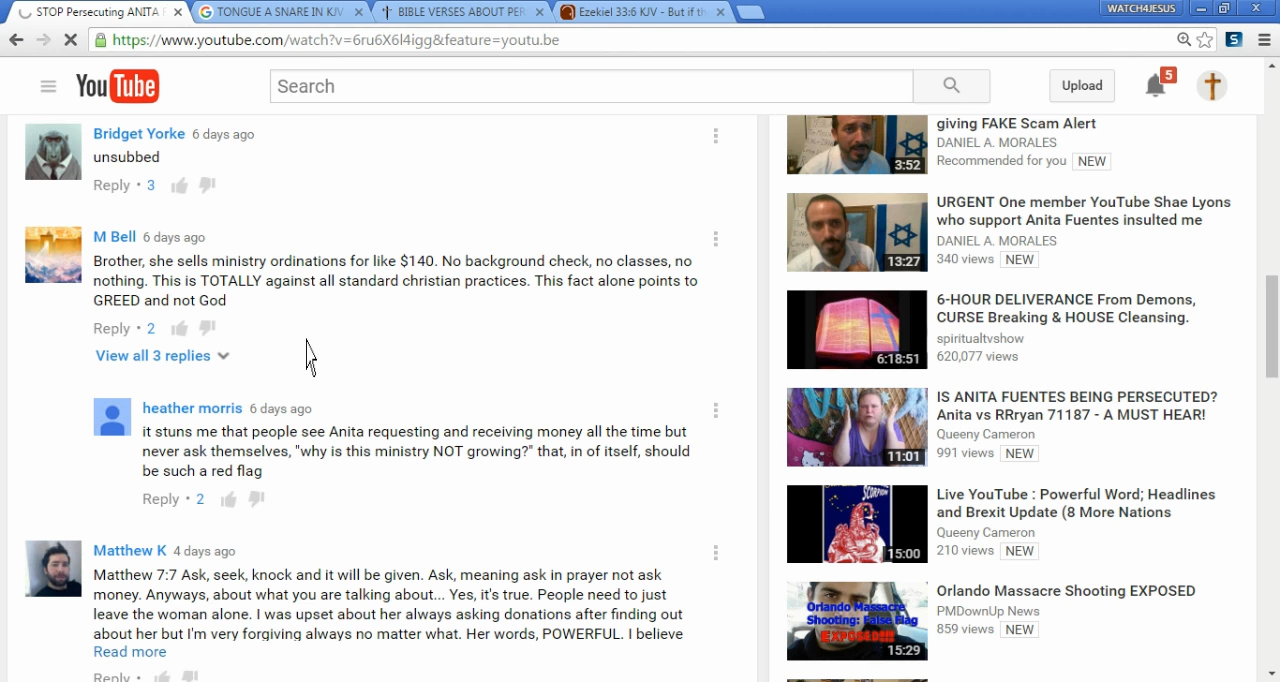 STOP Persecuting ANITA
TONGUE A SNARE IN KJV
BIBLE VERSES ABOUT PER
Ezekiel 33:6 KJV - But if th
WATCH4JESUS
https://www.youtube.com/watch?v=6ru6X6l4igg&feature=youtu.be
YouTube
Search
Upload
5
Bridget Yorke 6 days ago
unsubbed
Reply • 3
M Bell 6 days ago
Brother, she sells ministry ordinations for like $140. No background check, no classes, no
nothing. This is TOTALLY against all standard christian practices. This fact alone points to
GREED and not God
Reply • 2
View all 3 replies
heather morris 6 days ago
it stuns me that people see Anita requesting and receiving money all the time but
never ask themselves, "why is this ministry NOT growing?" that, in of itself, should
be such a red flag
Reply • 2
Matthew K 4 days ago
Matthew 7:7 Ask, seek, knock and it will be given. Ask, meaning ask in prayer not ask
money. Anyways, about what you are talking about... Yes, it's true. People need to just
leave the woman alone. I was upset about her always asking donations after finding out
about her but I'm very forgiving always no matter what. Her words, POWERFUL. I believe
Read more
Reply •
giving FAKE Scam Alert
DANIEL A. MORALES
Recommended for you NEW
3:52
URGENT One member YouTube Shae Lyons
who support Anita Fuentes insulted me
DANIEL A. MORALES
340 views NEW
13:27
6-HOUR DELIVERANCE From Demons,
CURSE Breaking & HOUSE Cleansing.
spiritualtvshow
620,077 views
6:18:51
IS ANITA FUENTES BEING PERSECUTED?
Anita vs RRryan 71187 - A MUST HEAR!
Queeny Cameron
991 views NEW
11:01
Live YouTube : Powerful Word; Headlines
and Brexit Update (8 More Nations
Queeny Cameron
210 views NEW
SCORPION
15:00
Orlando Massacre Shooting EXPOSED
PMDownUp News
859 views NEW
Orlando Massacre
Shooting: False Flag
EXPOSED!!!
15:29